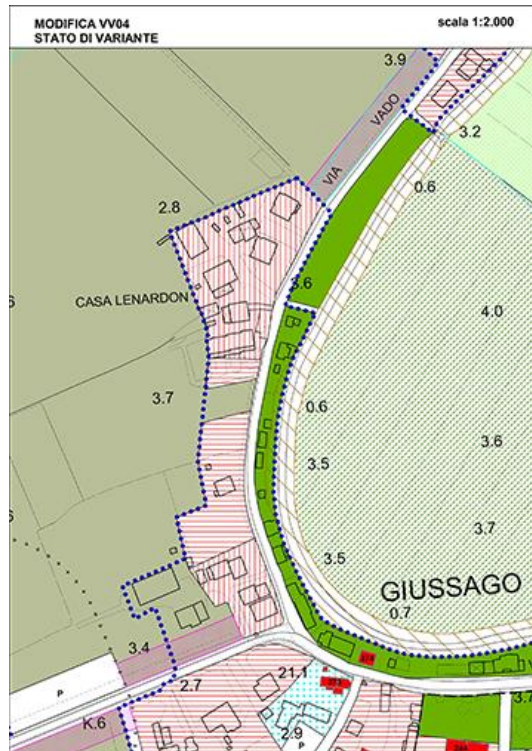 MODIFICA VV04
STATO DI VARIANTE
scala 1:2.000
3.9
VIA VADO
3.2
0.6
2.8
3.6
CASA LENARDON
4.0
3.7
0.6
3.6
3.5
3.7
3.5
GIUSSAGO
0.7
3.4
21.1
P
2.7
K.6
2.9
P
3.7